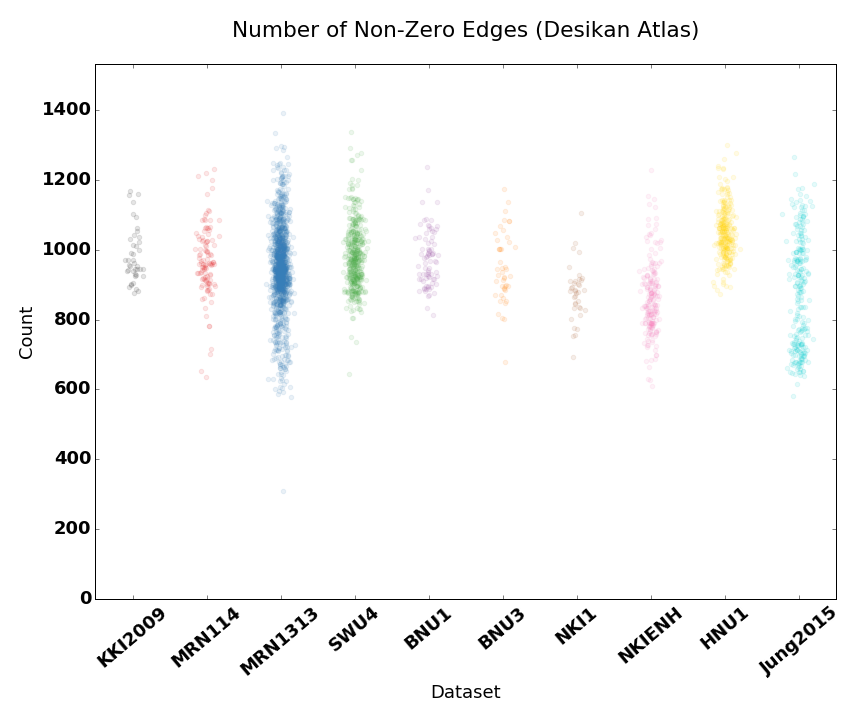 Number of Non-Zero Edges (Desikan Atlas)
1400
1200
1000
800
600
400
200
0
Count
KKI2009
MRN114
MRN1313
SWU4
BNU1
BNU3
NKI1
NKIENH
HNU1
Jung2015
Dataset